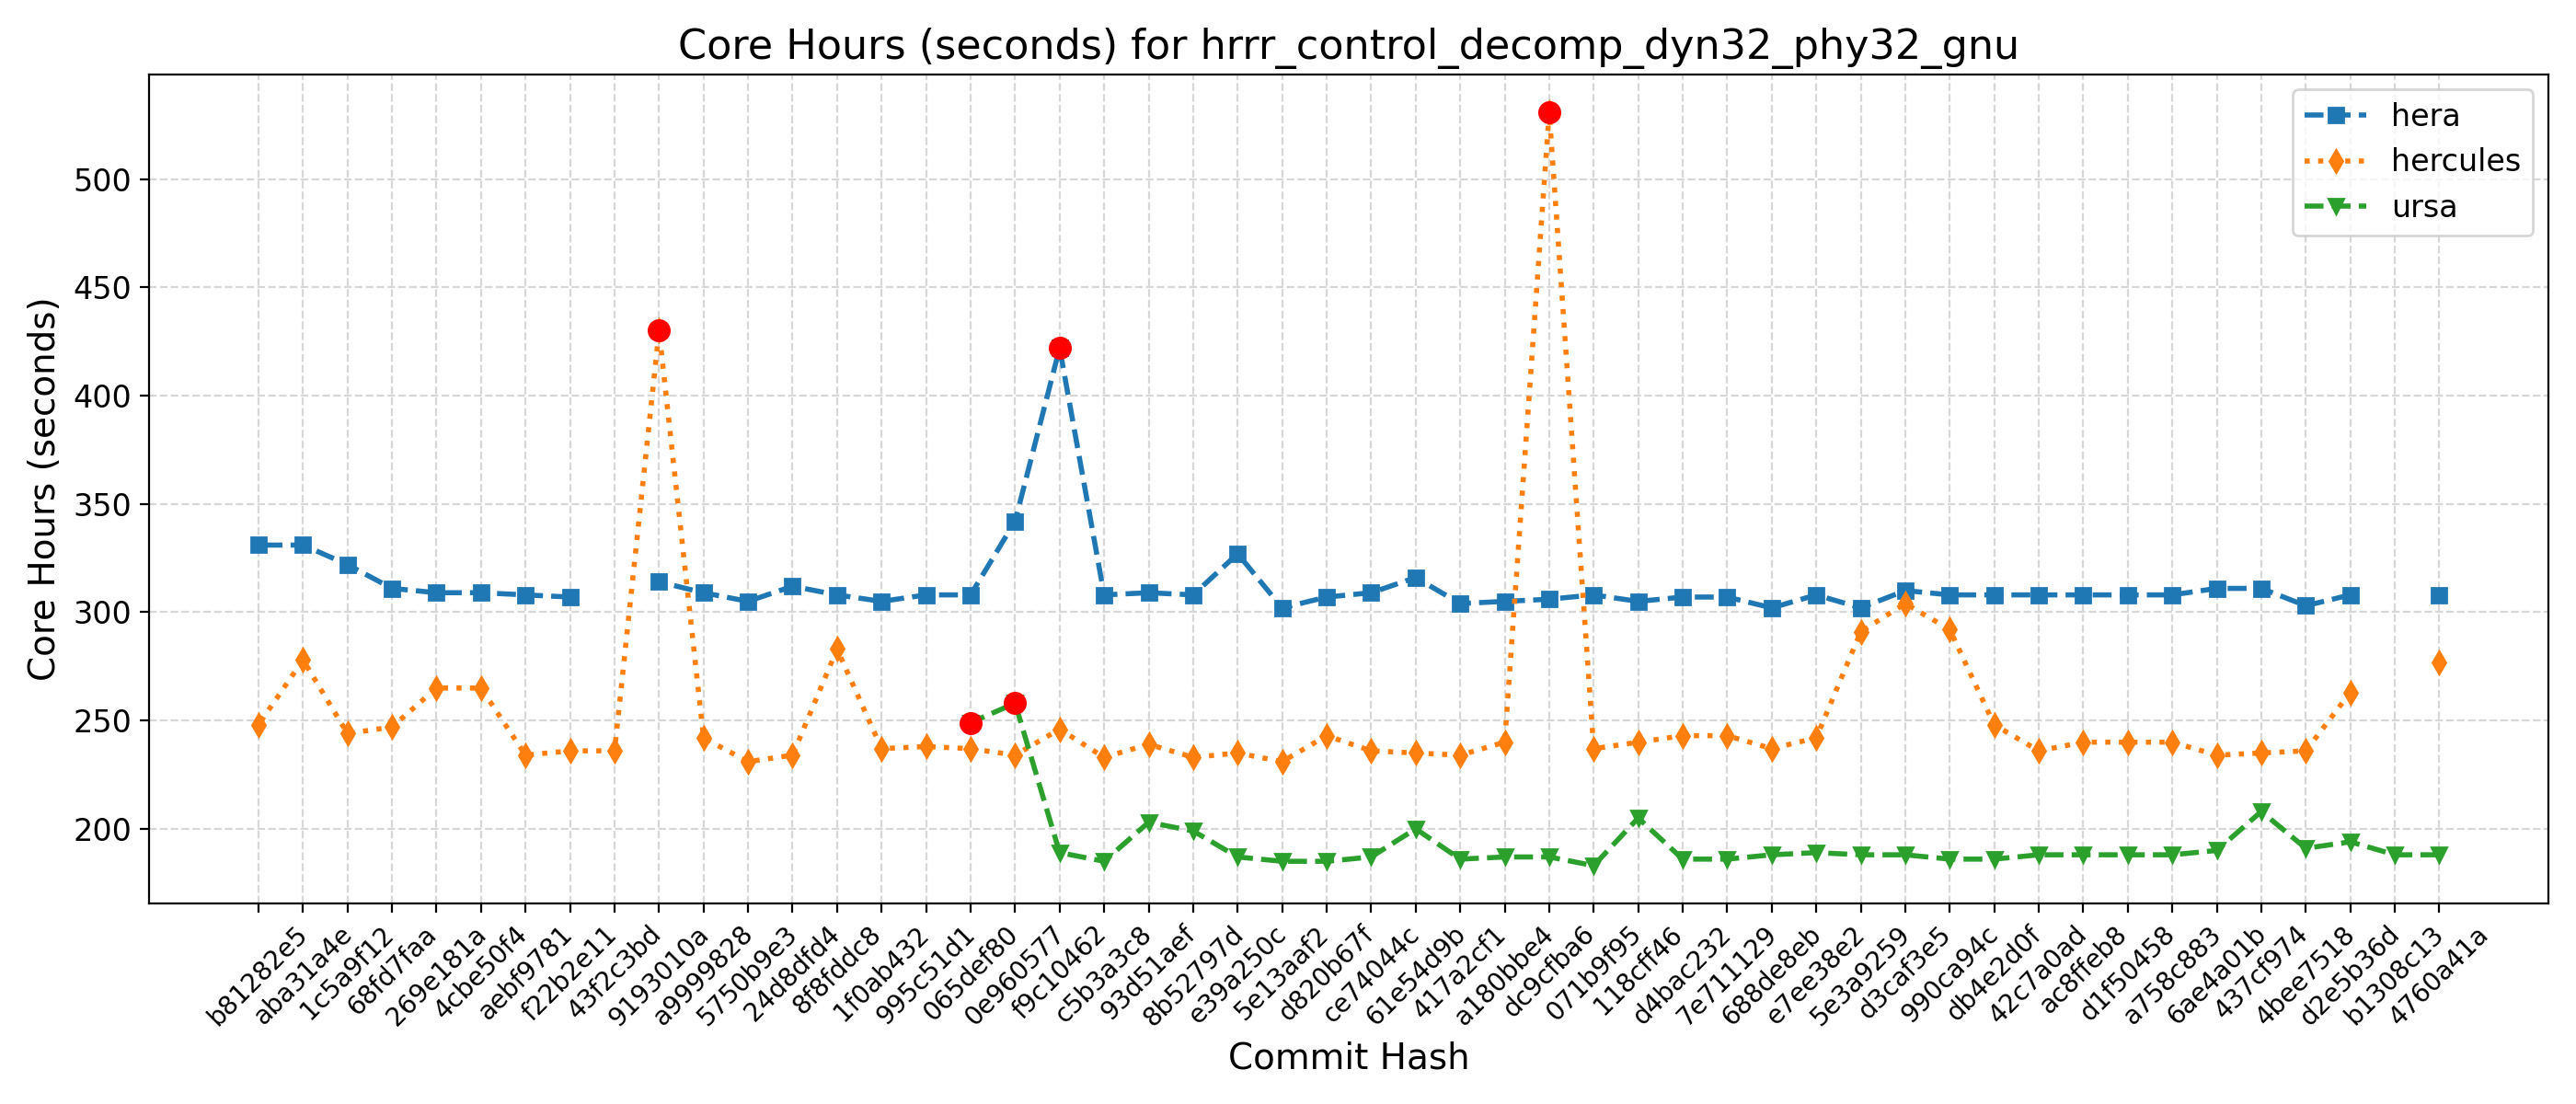 Core Hours (seconds) for hrrr_control_decomp_dyn32_phy32_gnu
hera
hercules
ursa
Core Hours (seconds)
500
450
400
350
300
250
200
b81282e5
aba31a4e
1c5a9f12
68fd7faa
269e181a
4cbe50f4
aebf9781
f22b2e11
43f2c3bd
9193010a
a9999828
5750b9e3
24d8dfd4
8f8fddc8
1f0ab432
995c51d1
065def80
0e960577
f9c10462
c5b3a3c8
93d51aef
8b52797d
e39a250c
5e13aaf2
d820b67f
ce74044c
61e54d9b
417a2cf1
a180bbe4
dc9cfba6
071b9f95
118cff46
d4bac232
7e711129
688de8eb
e7ee38e2
5e3a9259
d3caf3e5
990ca94c
db4e2d0f
42c7a0ad
ac8ffeb8
d1f50458
a758c883
6ae4a01b
437cf974
4bee7518
d2e5b36d
b1308c13
4760a41a
Commit Hash